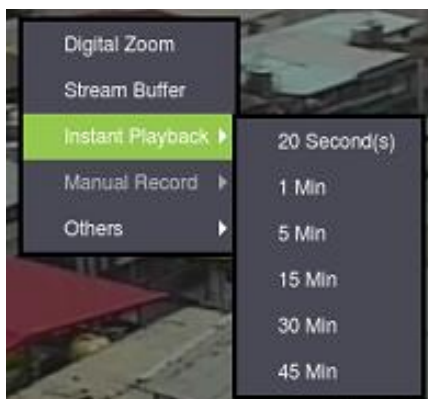 Digital Zoom
Stream Buffer
Instant Playback
Manual Record
Others
20 Second(s)
1 Min
5 Min
15 Min
30 Min
45 Min